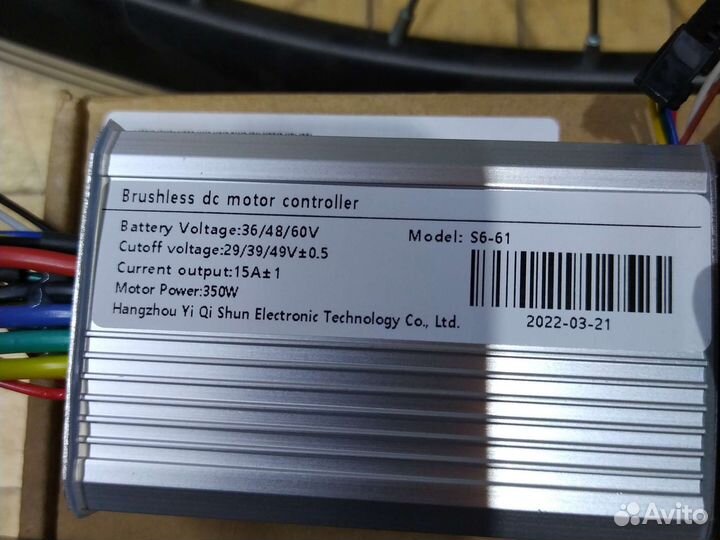 Brushless dc motor controller
Battery Voltage:36/48/60V
Model: S6-61
Cutoff voltage:29/39/49V±0.5
Current output:15A±1
Motor Power:350W
Hangzhou Yi Qi Shun Electronic Technology Co., Ltd.
2022-03-21
Avito